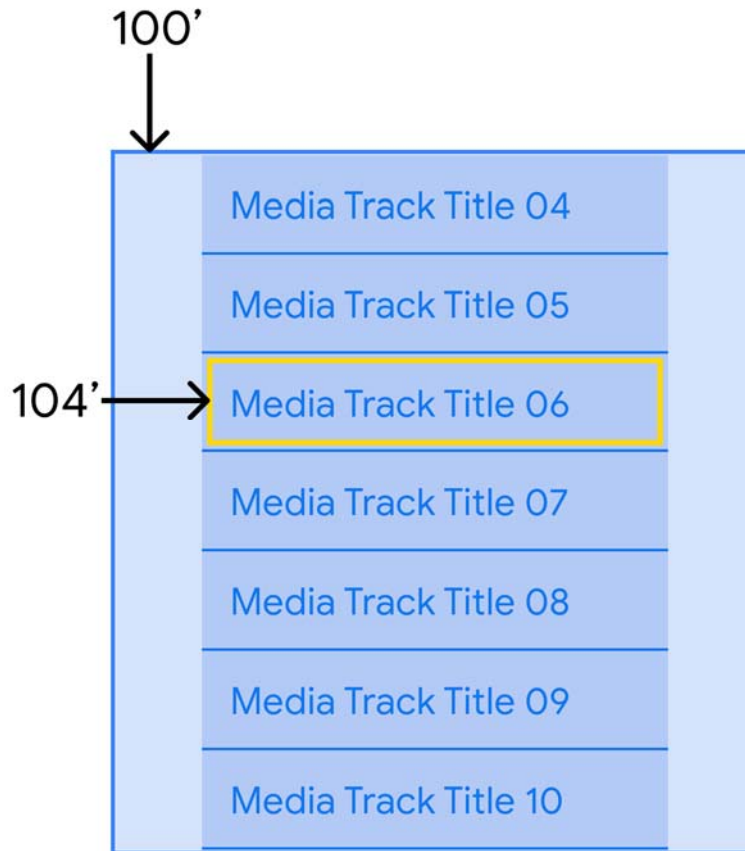 100’
Media Track Title 04
Media Track Title 05
104’
Media Track Title 06
Media Track Title 07
Media Track Title 08
Media Track Title 09
Media Track Title 10